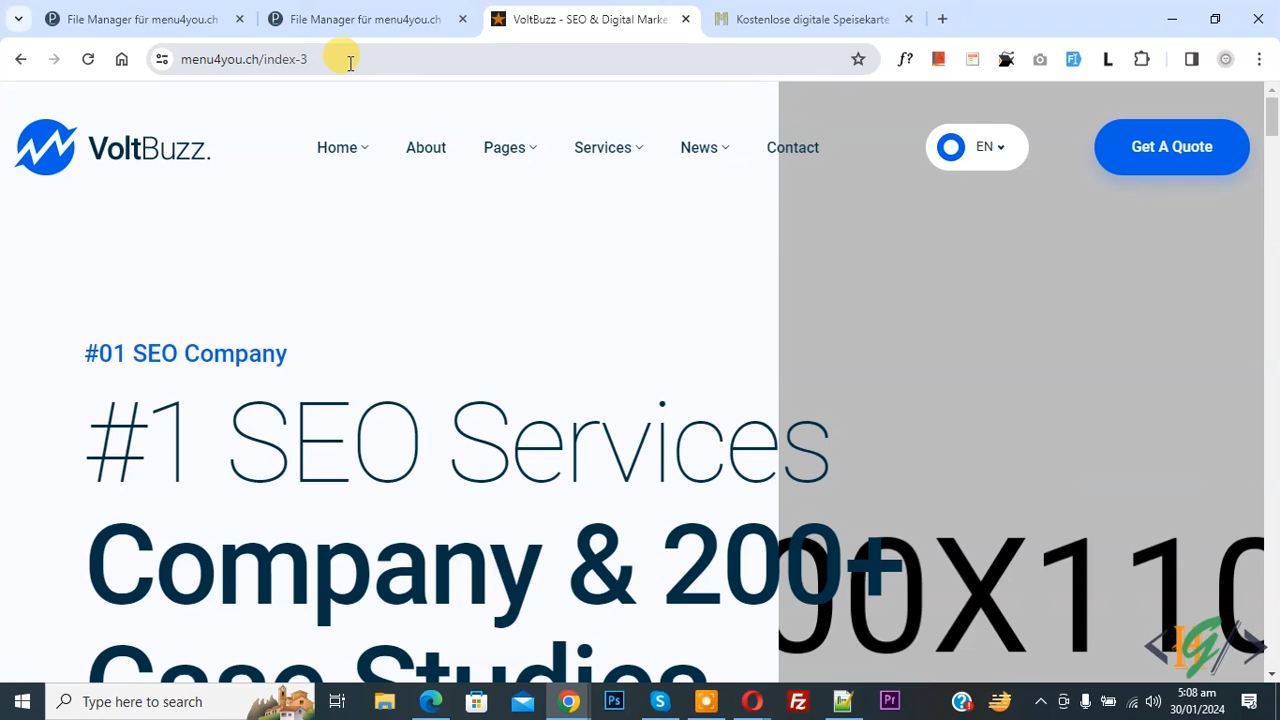 File Manager für menu4you.ch
File Manager für menu4you.ch
VoltBuzz - SEO & Digital Marke
Kostenlose digitale Speisekarte
menu4you.ch/index-3
f?
L
VoltBuzz.
Home
About
Pages
Services
News
Contact
EN
Get A Quote
#01 SEO Company
#1 SEO Services
Company & 200+
Case Studies
00X110
Type here to search
5:08 am
30/01/2024